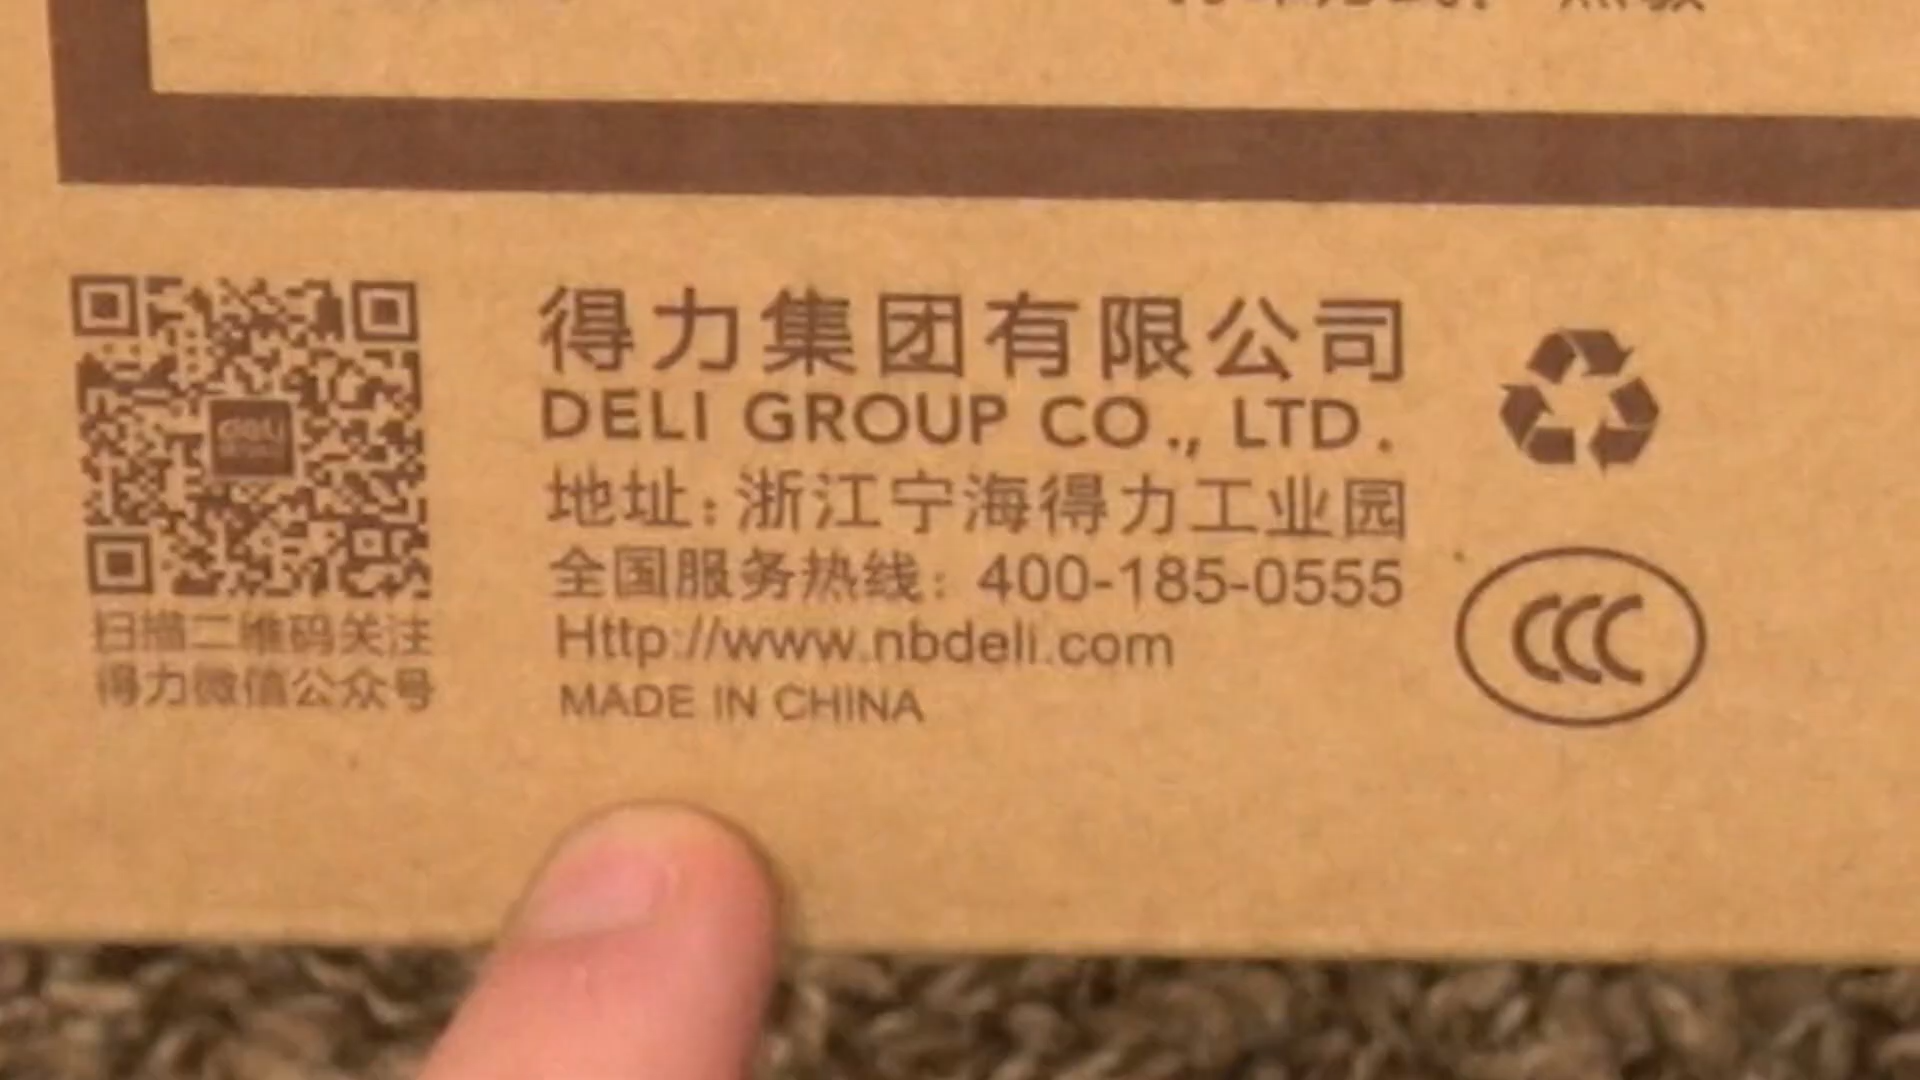 得力集团有限公司
DELI GROUP CO., LTD.
地址:浙江宁海得力工业园
全国服务热线: 400-185-0555
Http://www.nbdeli.com
MADE IN CHINA
deli
扫描二维码关注
得力微信公众号
CCC